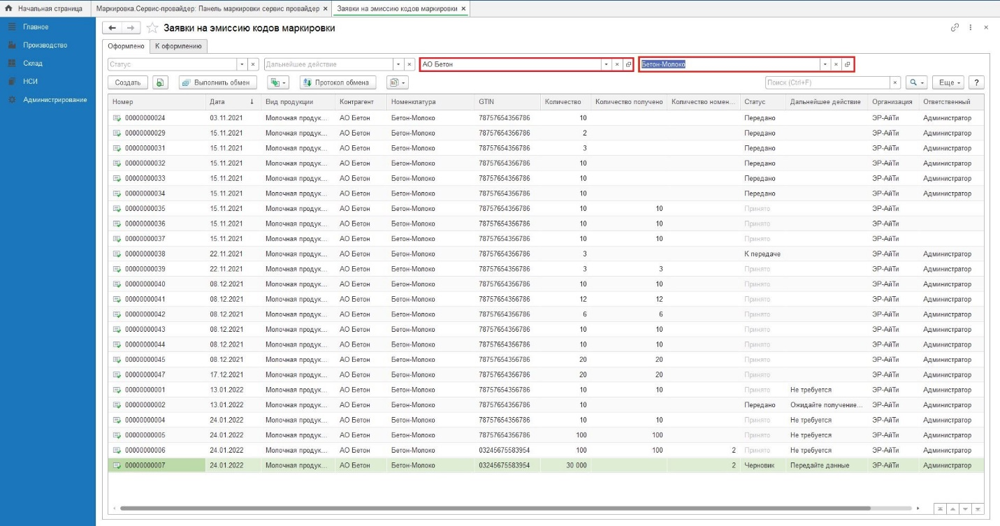 Начальная страница Маркировка.Сервис-провайдер: Панель маркировки сервис провайдер × Заявки на эмиссию кодов маркировки ×
Главное
Производство
Склад
НСИ
Администрирование
Заявки на эмиссию кодов маркировки
Оформлено К оформлению
Статус Дальнейшее действие АО Бетон Бетон-Молоко
Создать Выполнить обмен Протокол обмена Поиск (Ctrl+F) × Еще ?
Номер Дата ↓ Вид продукции Контрагент Номенклатура GTIN Количество Количество получено Количество номен... Статус Дальнейшее действие Организация Ответственный
00000000024 03.11.2021 Молочная продук... АО Бетон Бетон-Молоко 78757654356786 10 Передано ЭР-АйТи Администратор
00000000029 15.11.2021 Молочная продук... АО Бетон Бетон-Молоко 78757654356786 2 Передано ЭР-АйТи Администратор
00000000031 15.11.2021 Молочная продук... АО Бетон Бетон-Молоко 78757654356786 3 Передано ЭР-АйТи Администратор
00000000032 15.11.2021 Молочная продук... АО Бетон Бетон-Молоко 78757654356786 10 Передано ЭР-АйТи Администратор
00000000033 15.11.2021 Молочная продук... АО Бетон Бетон-Молоко 78757654356786 10 Передано ЭР-АйТи Администратор
00000000034 15.11.2021 Молочная продук... АО Бетон Бетон-Молоко 78757654356786 10 Передано ЭР-АйТи Администратор
00000000035 15.11.2021 Молочная продук... АО Бетон Бетон-Молоко 78757654356786 10 10 Принято ЭР-АйТи
00000000036 15.11.2021 Молочная продук... АО Бетон Бетон-Молоко 78757654356786 10 10 Принято ЭР-АйТи
00000000037 15.11.2021 Молочная продук... АО Бетон Бетон-Молоко 78757654356786 10 10 Принято ЭР-АйТи
00000000038 22.11.2021 Молочная продук... АО Бетон Бетон-Молоко 78757654356786 3 К передаче ЭР-АйТи Администратор
00000000039 22.11.2021 Молочная продук... АО Бетон Бетон-Молоко 78757654356786 3 3 Принято ЭР-АйТи Администратор
00000000040 08.12.2021 Молочная продук... АО Бетон Бетон-Молоко 78757654356786 10 10 Принято ЭР-АйТи Администратор
00000000041 08.12.2021 Молочная продук... АО Бетон Бетон-Молоко 78757654356786 12 12 Принято ЭР-АйТи Администратор
00000000042 08.12.2021 Молочная продук... АО Бетон Бетон-Молоко 78757654356786 6 6 Принято ЭР-АйТи Администратор
00000000043 08.12.2021 Молочная продук... АО Бетон Бетон-Молоко 78757654356786 10 10 Принято ЭР-АйТи Администратор
00000000044 08.12.2021 Молочная продук... АО Бетон Бетон-Молоко 78757654356786 10 10 Принято ЭР-АйТи Администратор
00000000045 08.12.2021 Молочная продук... АО Бетон Бетон-Молоко 78757654356786 20 20 Принято ЭР-АйТи Администратор
00000000047 17.12.2021 Молочная продук... АО Бетон Бетон-Молоко 78757654356786 20 20 Принято ЭР-АйТи Администратор
00000000001 13.01.2022 Молочная продук... АО Бетон Бетон-Молоко 78757654356786 10 10 Принято Не требуется ЭР-АйТи Администратор
00000000002 13.01.2022 Молочная продук... АО Бетон Бетон-Молоко 78757654356786 10 Передано Ожидайте получение... ЭР-АйТи Администратор
00000000004 24.01.2022 Молочная продук... АО Бетон Бетон-Молоко 78757654356786 10 10 Принято Не требуется ЭР-АйТи Администратор
00000000005 24.01.2022 Молочная продук... АО Бетон Бетон-Молоко 78757654356786 100 100 Принято Не требуется ЭР-АйТи Администратор
00000000006 24.01.2022 Молочная продук... АО Бетон Бетон-Молоко 03245675583954 100 100 2 Принято Не требуется ЭР-АйТи Администратор
00000000007 24.01.2022 Молочная продук... АО Бетон Бетон-Молоко 03245675583954 30 000 2 Черновик Передайте данные ЭР-АйТи Администратор